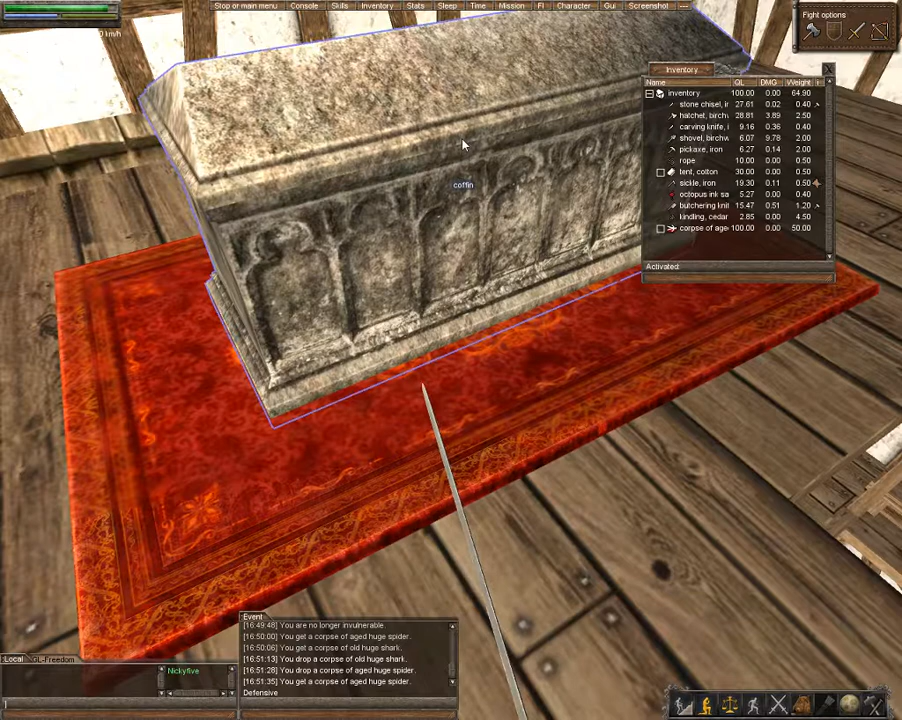 Stop or main menu Console Skills Inventory Stats Sleep Time Mission FI Character Gui Screenshot
Fight options
0 km/h
Inventory
Name QL DMG Weight
inventory 100.00 0.00 64.90
stone chisel, ir 27.61 0.02 0.40
hatchet, birchw 28.81 3.89 2.50
carving knife, i 9.16 0.36 0.40
shovel, birchw 6.07 9.78 2.00
pickaxe, iron 6.27 0.14 2.00
rope 10.00 0.00 0.50
tent, cotton 30.00 0.00 0.50
sickle, iron 19.30 0.11 0.50
octopus ink sa 5.27 0.00 0.40
butchering knit 15.47 0.51 1.20
kindling, cedar 2.85 0.00 4.50
corpse of age 100.00 0.00 50.00
Activated:
coffin
Event
[16:49:48] You are no longer invulnerable.
[16:50:00] You get a corpse of aged huge spider.
[16:50:06] You get a corpse of old huge shark.
[16:51:13] You drop a corpse of old huge shark.
[16:51:28] You drop a corpse of aged huge spider.
[16:51:35] You get a corpse of aged huge spider.
Defensive
:Local GL-Freedom
Nickyfive